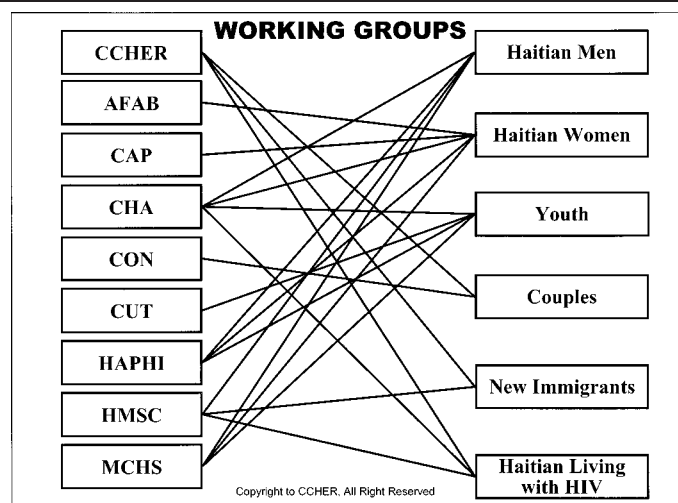 WORKING GROUPS
CCHER
AFAB
CAP
CHA
CON
CUT
HAPHI
HMSC
MCHS
Haitian Men
Haitian Women
Youth
Couples
New Immigrants
Haitian Living
with HIV
Copyright to CCHER, All Right Reserved